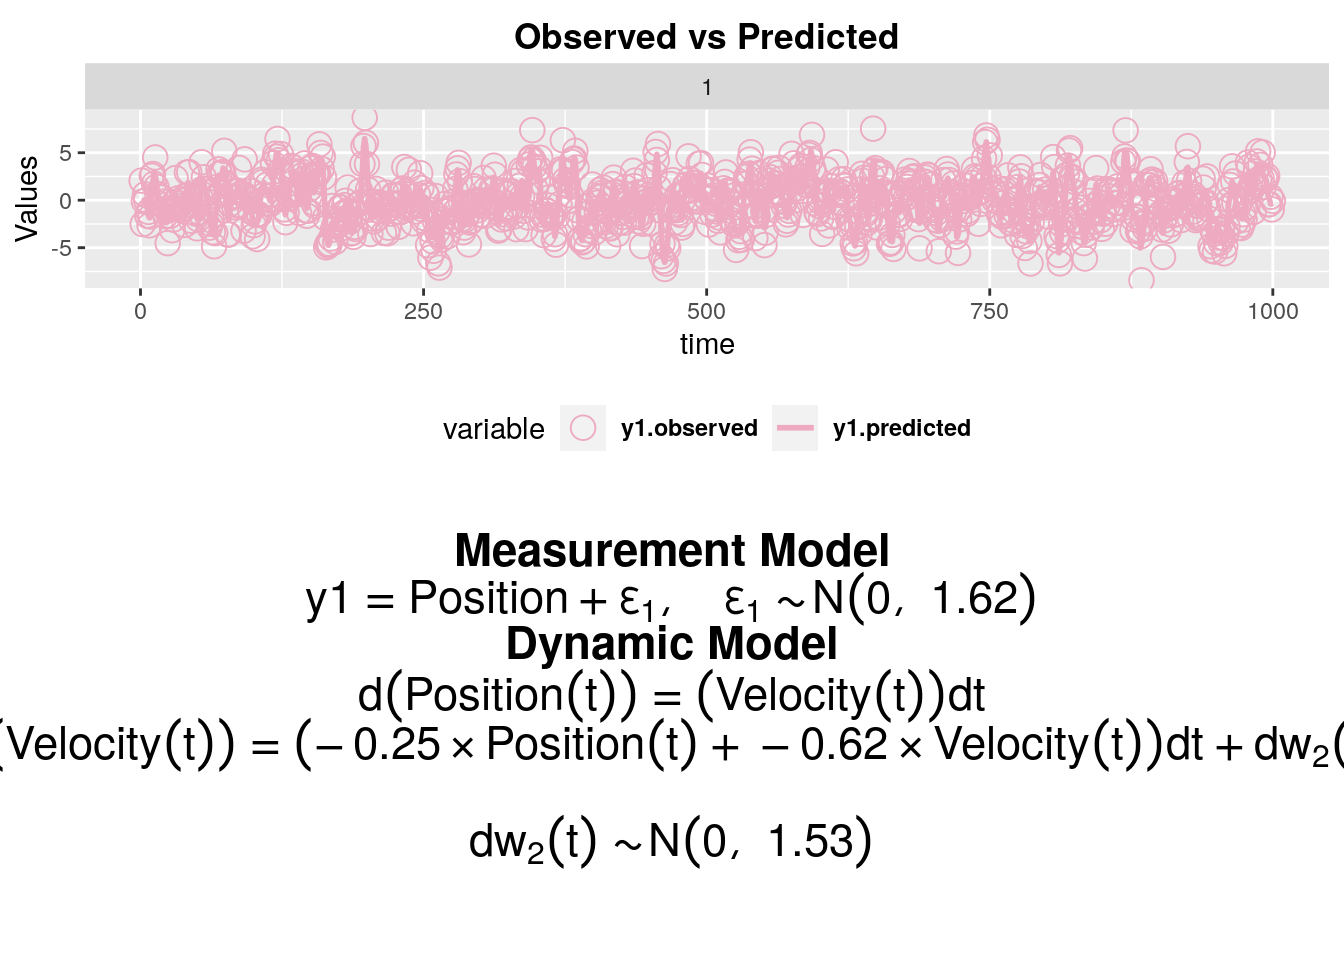 Observed vs Predicted
1
Values
5
0
-5
0 250 500 750 1000
time
variable y1.observed y1.predicted
Measurement Model
y1 = Position + ε₁, ε₁ ~ N(0, 1.62)
Dynamic Model
d(Position(t)) = (Velocity(t))dt
(Velocity(t)) = (− 0.25 × Position(t) + − 0.62 × Velocity(t))dt + dw₂(
dw₂(t) ~ N(0, 1.53)